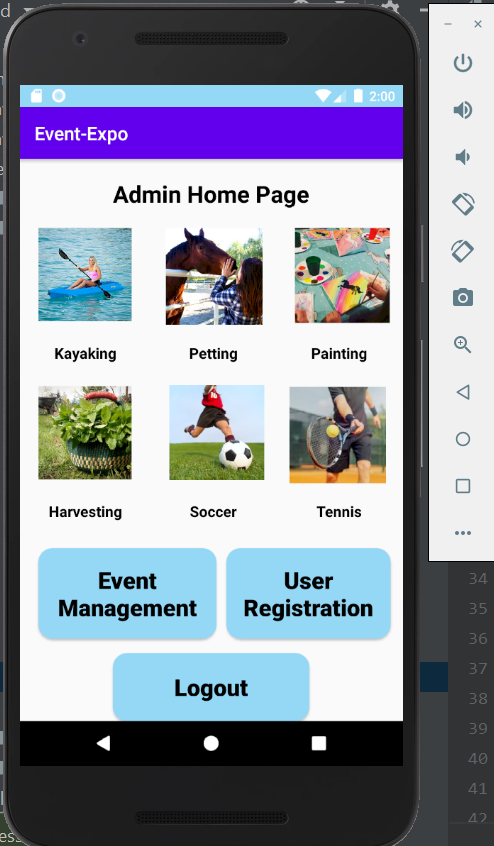 d
2:00
Event-Expo
Admin Home Page
Kayaking Petting Painting
Harvesting Soccer Tennis
Event
Management
User
Registration
Logout
34
35
36
37
38
39
40
41
42
ess